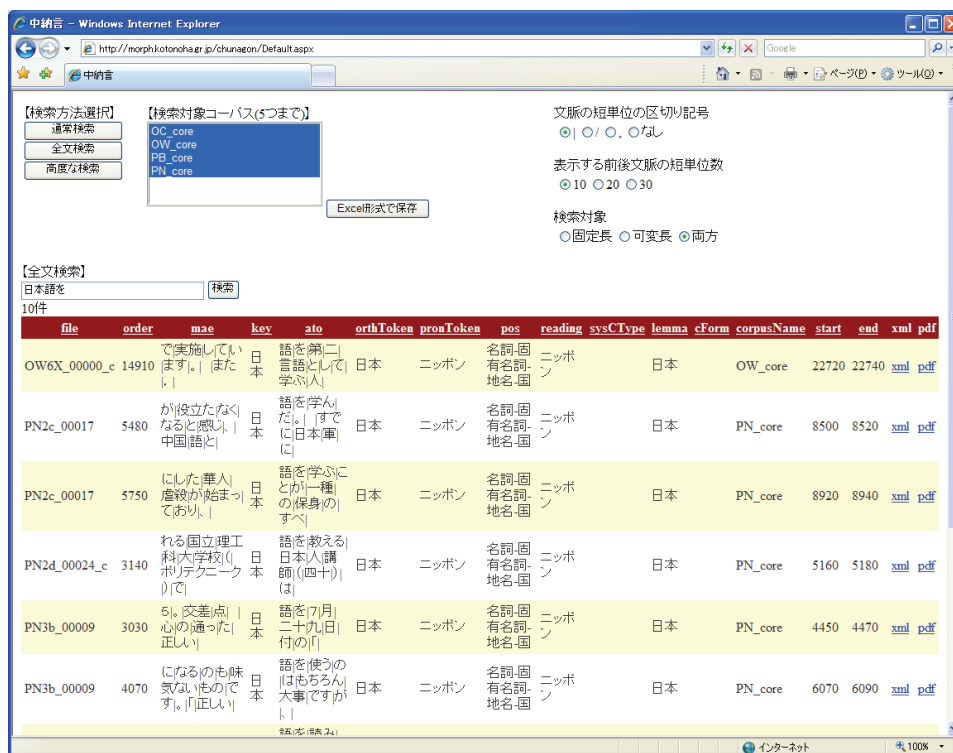 中納言 - Windows Internet Explorer
http://morph.kotonoha.gr.jp/chunagon/Default.aspx
Google
中納言
ページ(P) ツール(O)
【検索方法選択】
通常検索
全文検索
高度な検索
【検索対象コーパス(5つまで)】
OC_core
OW_core
PB_core
PN_core
Excel形式で保存
文脈の短単位の区切り記号
| / . なし
表示する前後文脈の短単位数
10 20 30
検索対象
固定長 可変長 両方
【全文検索】
日本語を 検索
10件
file order mae key ato orthToken pronToken pos reading sysCType lemma cForm corpusName start end xml pdf
OW6X_00000_c 14910 で|実施|し|て|い|ます|。| |また|、| 日本 語|を|第|二|言語|と|し|て|学ぶ|人| 日本 ニッポン 名詞-固有名詞-地名-国 ニッポン 日本 OW_core 22720 22740 xml pdf
PN2c_00017 5480 が|役立た|なく|なる|と|感じ|、|中国|語|と| 日本 語|を|学ん|だ|。| |すで|に|日本|軍|に| 日本 ニッポン 名詞-固有名詞-地名-国 ニッポン 日本 PN_core 8500 8520 xml pdf
PN2c_00017 5750 に|し|た|華人|虐殺|が|始まっ|て|おり|、| 日本 語|を|学ぶ|こと|が|一種|の|保身|の|すべ| 日本 ニッポン 名詞-固有名詞-地名-国 ニッポン 日本 PN_core 8920 8940 xml pdf
PN2d_00024_c 3140 れる|国立|理工|科|大|学校|(|ポリテクニーク|)|で| 日本 語|を|教える|日本|人|講師|(|四十|)|は| 日本 ニッポン 名詞-固有名詞-地名-国 ニッポン 日本 PN_core 5160 5180 xml pdf
PN3b_00009 3030 5|。|交差|点| |心|の|通っ|た|正しい| 日本 語|を|7|月|二十|九|日|付|の|「| 日本 ニッポン 名詞-固有名詞-地名-国 ニッポン 日本 PN_core 4450 4470 xml pdf
PN3b_00009 4070 に|なる|の|も|味気ない|もの|で|す|。|「|正しい| 日本 語|を|使う|の|は|もちろん|大事|です|が|、| 日本 ニッポン 名詞-固有名詞-地名-国 ニッポン 日本 PN_core 6070 6090 xml pdf
語|を|読み|
インターネット 100%